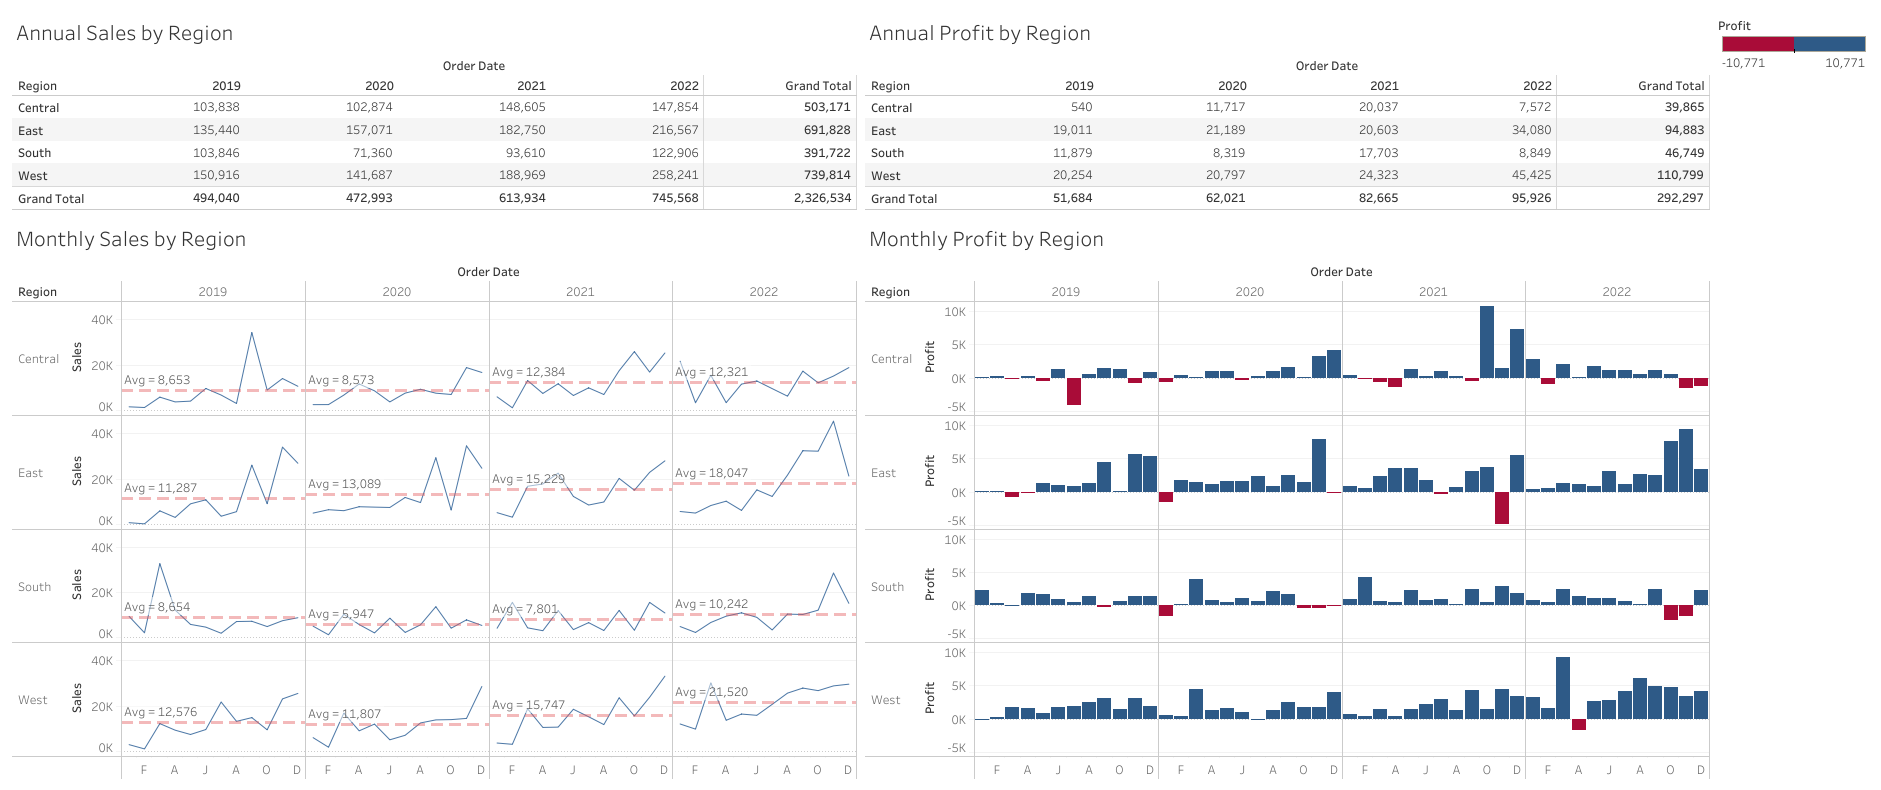 Annual Sales by Region
Order Date
Region 2019 2020 2021 2022 Grand Total
Central 103,838 102,874 148,605 147,854 503,171
East 135,440 157,071 182,750 216,567 691,828
South 103,846 71,360 93,610 122,906 391,722
West 150,916 141,687 188,969 258,241 739,814
Grand Total 494,040 472,993 613,934 745,568 2,326,534
Annual Profit by Region
Order Date
Region 2019 2020 2021 2022 Grand Total
Central 540 11,717 20,037 7,572 39,865
East 19,011 21,189 20,603 34,080 94,883
South 11,879 8,319 17,703 8,849 46,749
West 20,254 20,797 24,323 45,425 110,799
Grand Total 51,684 62,021 82,665 95,926 292,297
Profit
-10,771 10,771
Monthly Sales by Region
Order Date
Region 2019 2020 2021 2022
Central
Sales
40K
20K
0K
Avg = 8,653 Avg = 8,573 Avg = 12,384 Avg = 12,321
East
Sales
40K
20K
0K
Avg = 11,287 Avg = 13,089 Avg = 15,229 Avg = 18,047
South
Sales
40K
20K
0K
Avg = 8,654 Avg = 5,947 Avg = 7,801 Avg = 10,242
West
Sales
40K
20K
0K
Avg = 12,576 Avg = 11,807 Avg = 15,747 Avg = 21,520
F A J A O D F A J A O D F A J A O D F A J A O D
Monthly Profit by Region
Order Date
Region 2019 2020 2021 2022
Central
Profit
10K
5K
0K
-5K
East
Profit
10K
5K
0K
-5K
South
Profit
10K
5K
0K
-5K
West
Profit
10K
5K
0K
-5K
F A J A O D F A J A O D F A J A O D F A J A O D